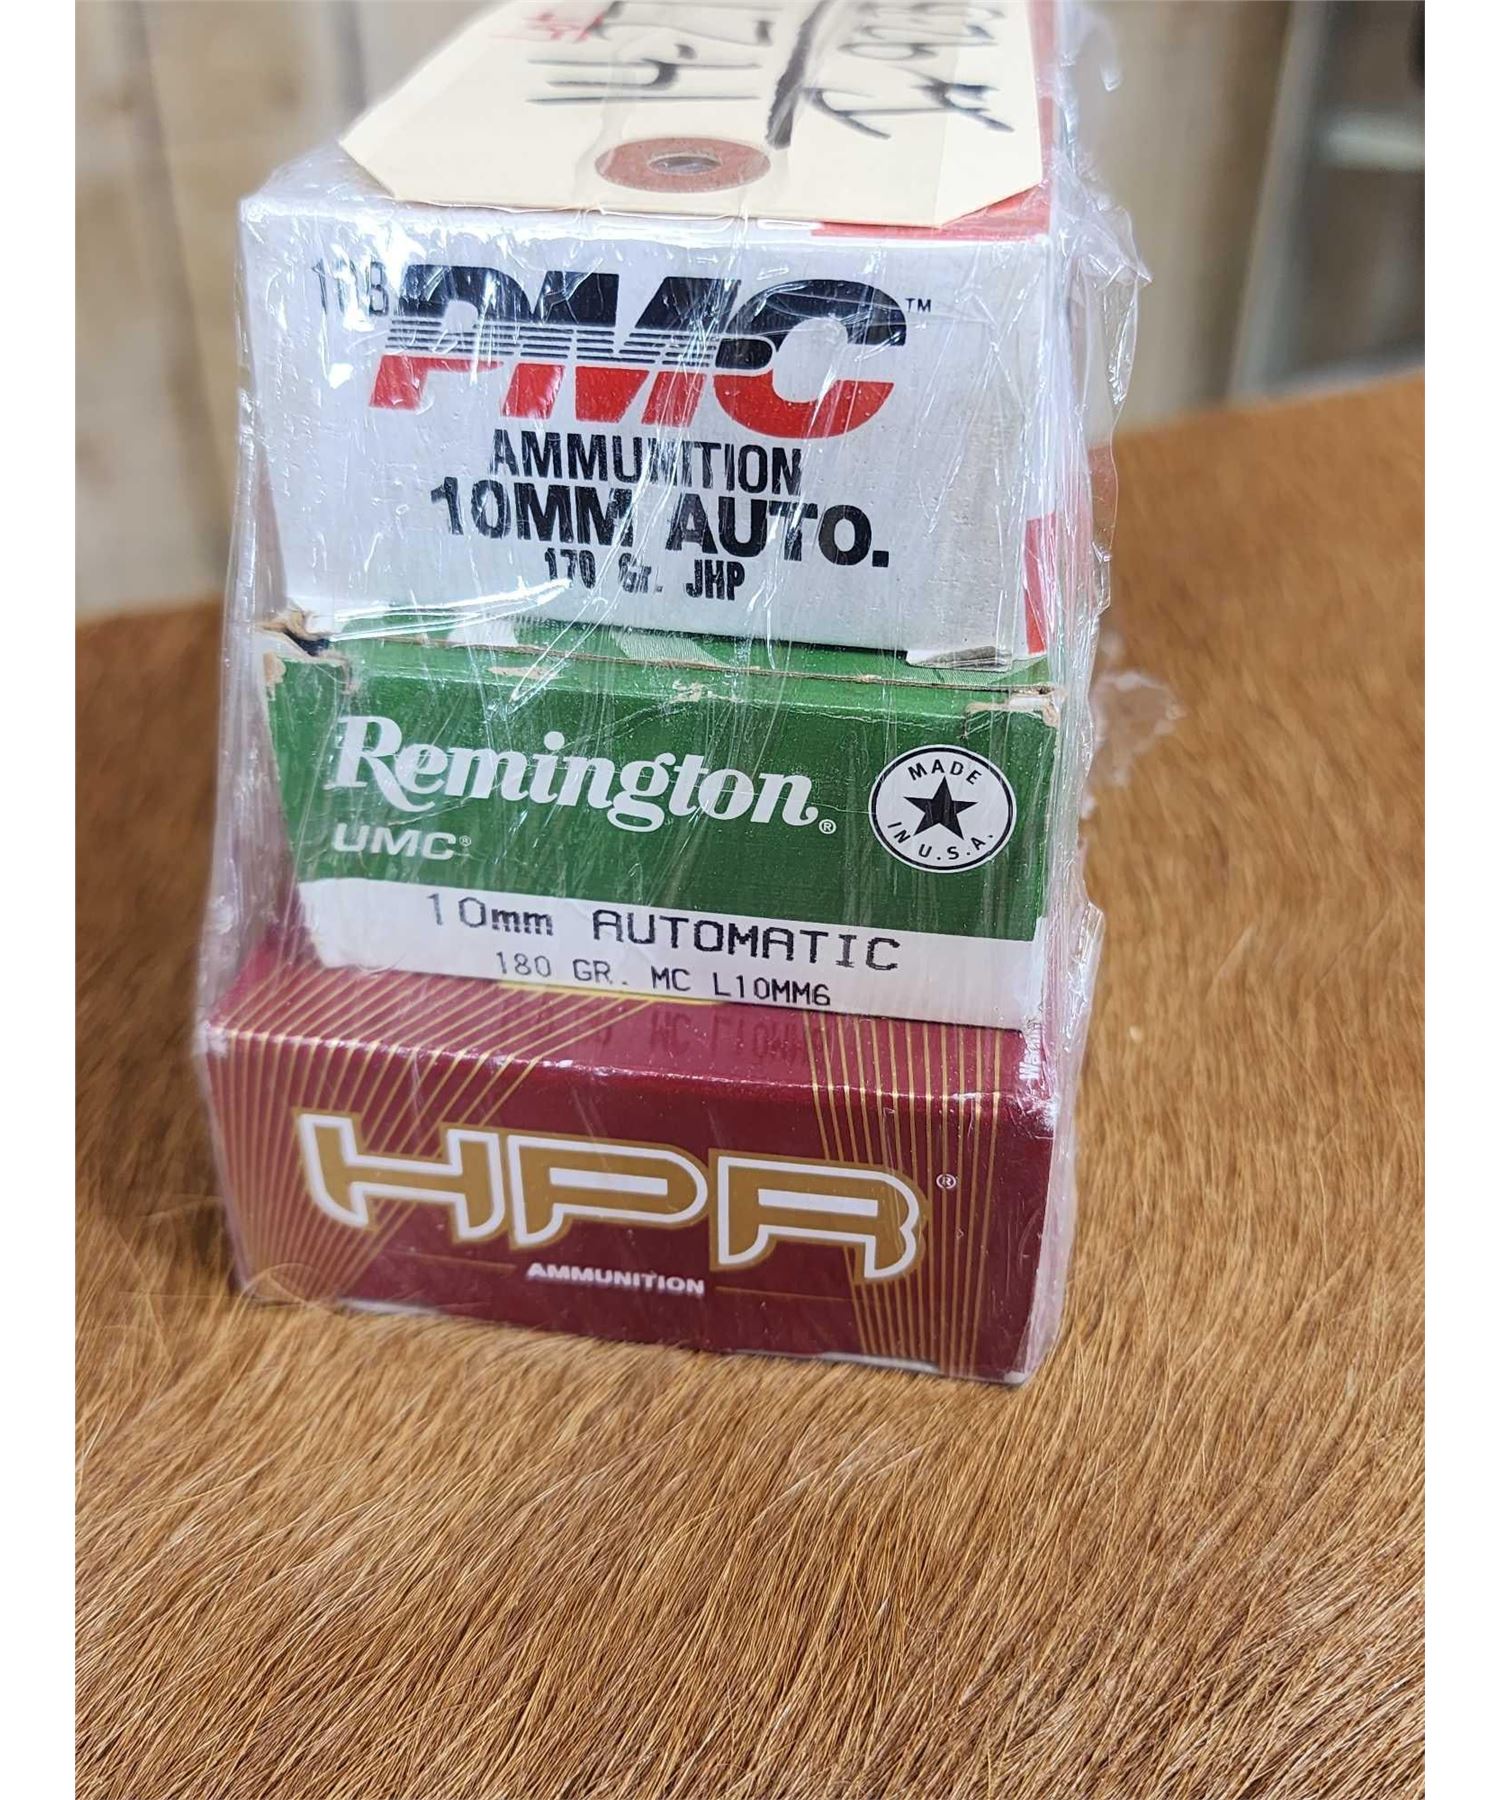 PMC™
AMMUNITION
10MM AUTO.
170 Gr. JHP
Remington®
UMC®
MADE
IN U.S.A.
10mm AUTOMATIC
180 GR. MC L10MM6
HPR®
AMMUNITION